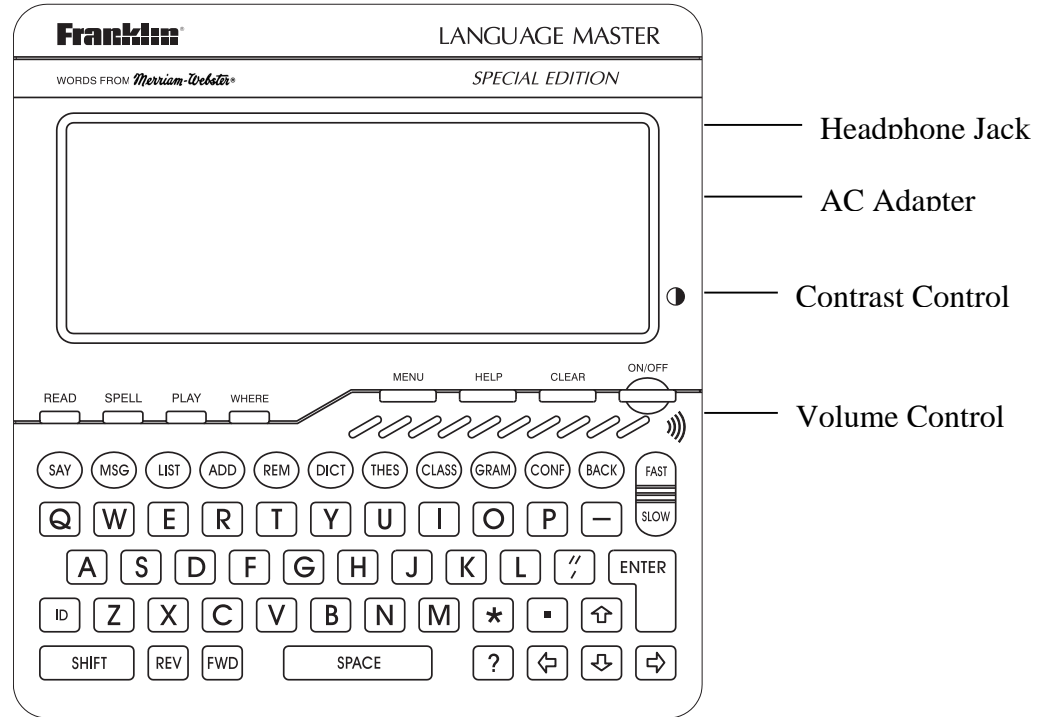 Franklin® LANGUAGE MASTER
WORDS FROM Merriam-Webster® SPECIAL EDITION
Headphone Jack
AC Adapter
Contrast Control
ON/OFF
MENU HELP CLEAR
READ SPELL PLAY WHERE
Volume Control
SAY MSG LIST ADD REM DICT THES CLASS GRAM CONF BACK FAST
Q W E R T Y U I O P – SLOW
A S D F G H J K L " , ENTER
ID Z X C V B N M * .
SHIFT REV FWD SPACE ?